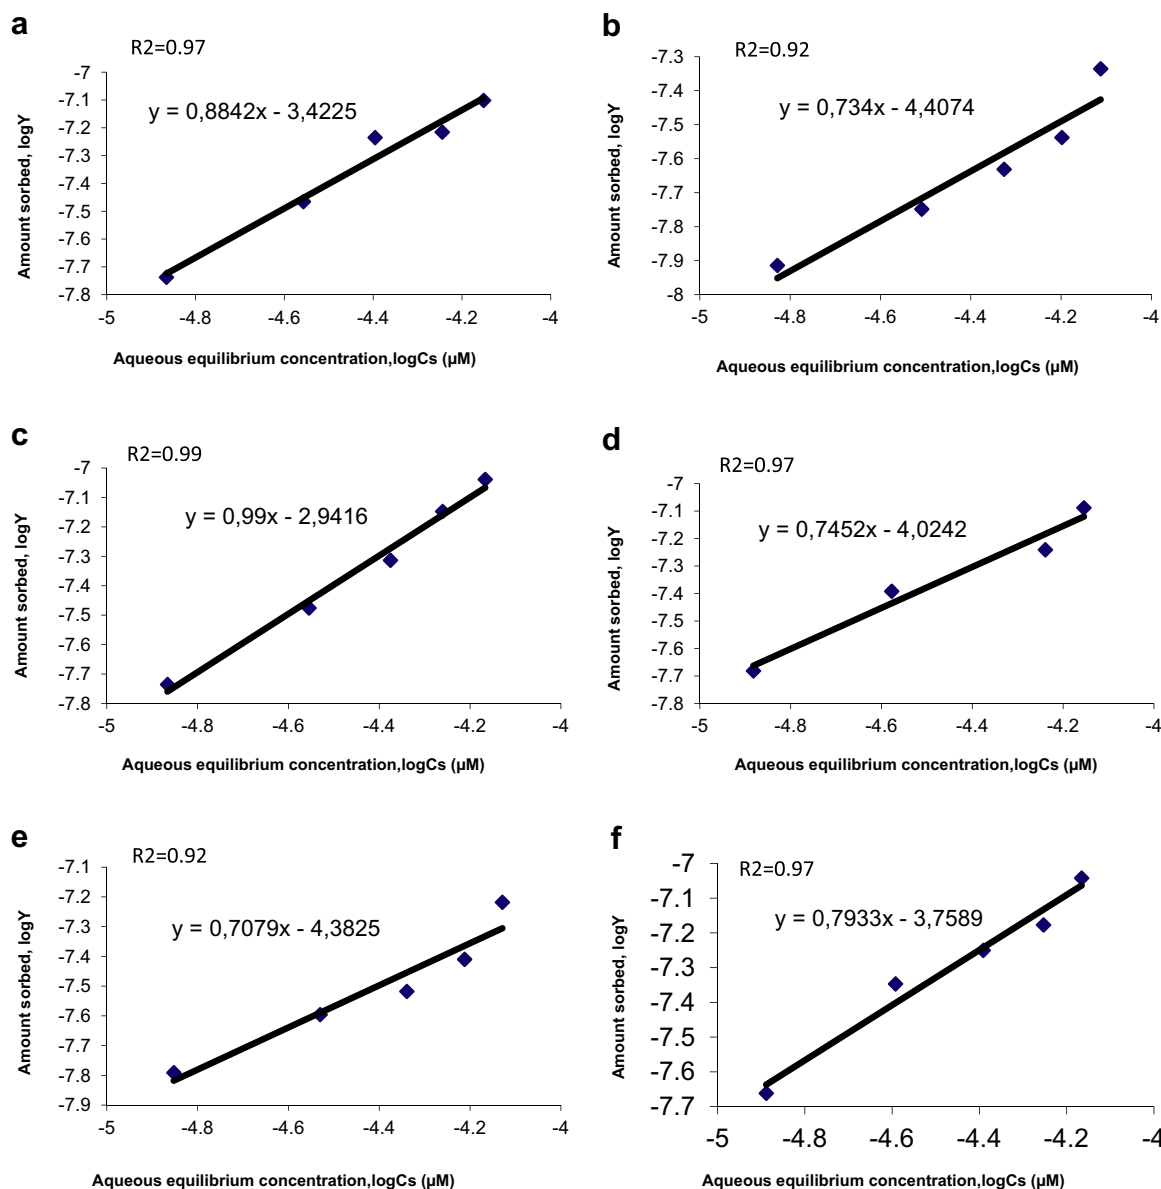 a
R2=0.97
y = 0,8842x - 3,4225
Amount sorbed, logY
-7
-7.1
-7.2
-7.3
-7.4
-7.5
-7.6
-7.7
-7.8
-5
-4.8
-4.6
-4.4
-4.2
-4
Aqueous equilibrium concentration,logCs (µM)
b
R2=0.92
y = 0,734x - 4,4074
Amount sorbed, logY
-7.3
-7.4
-7.5
-7.6
-7.7
-7.8
-7.9
-8
-5
-4.8
-4.6
-4.4
-4.2
-4
Aqueous equilibrium concentration,logCs (µM)
c
R2=0.99
y = 0,99x - 2,9416
Amount sorbed, logY
-7
-7.1
-7.2
-7.3
-7.4
-7.5
-7.6
-7.7
-7.8
-5
-4.8
-4.6
-4.4
-4.2
-4
Aqueous equilibrium concentration,logCs (µM)
d
R2=0.97
y = 0,7452x - 4,0242
Amount sorbed, logY
-7
-7.1
-7.2
-7.3
-7.4
-7.5
-7.6
-7.7
-7.8
-5
-4.8
-4.6
-4.4
-4.2
-4
Aqueous equilibrium concentration,logCs (µM)
e
R2=0.92
y = 0,7079x - 4,3825
Amount sorbed, logY
-7.1
-7.2
-7.3
-7.4
-7.5
-7.6
-7.7
-7.8
-7.9
-5
-4.8
-4.6
-4.4
-4.2
-4
Aqueous equilibrium concentration,logCs (µM)
f
R2=0.97
y = 0,7933x - 3,7589
Amount sorbed, logY
-7
-7.1
-7.2
-7.3
-7.4
-7.5
-7.6
-7.7
-5
-4.8
-4.6
-4.4
-4.2
-4
Aqueous equilibrium concentration,logCs (µM)